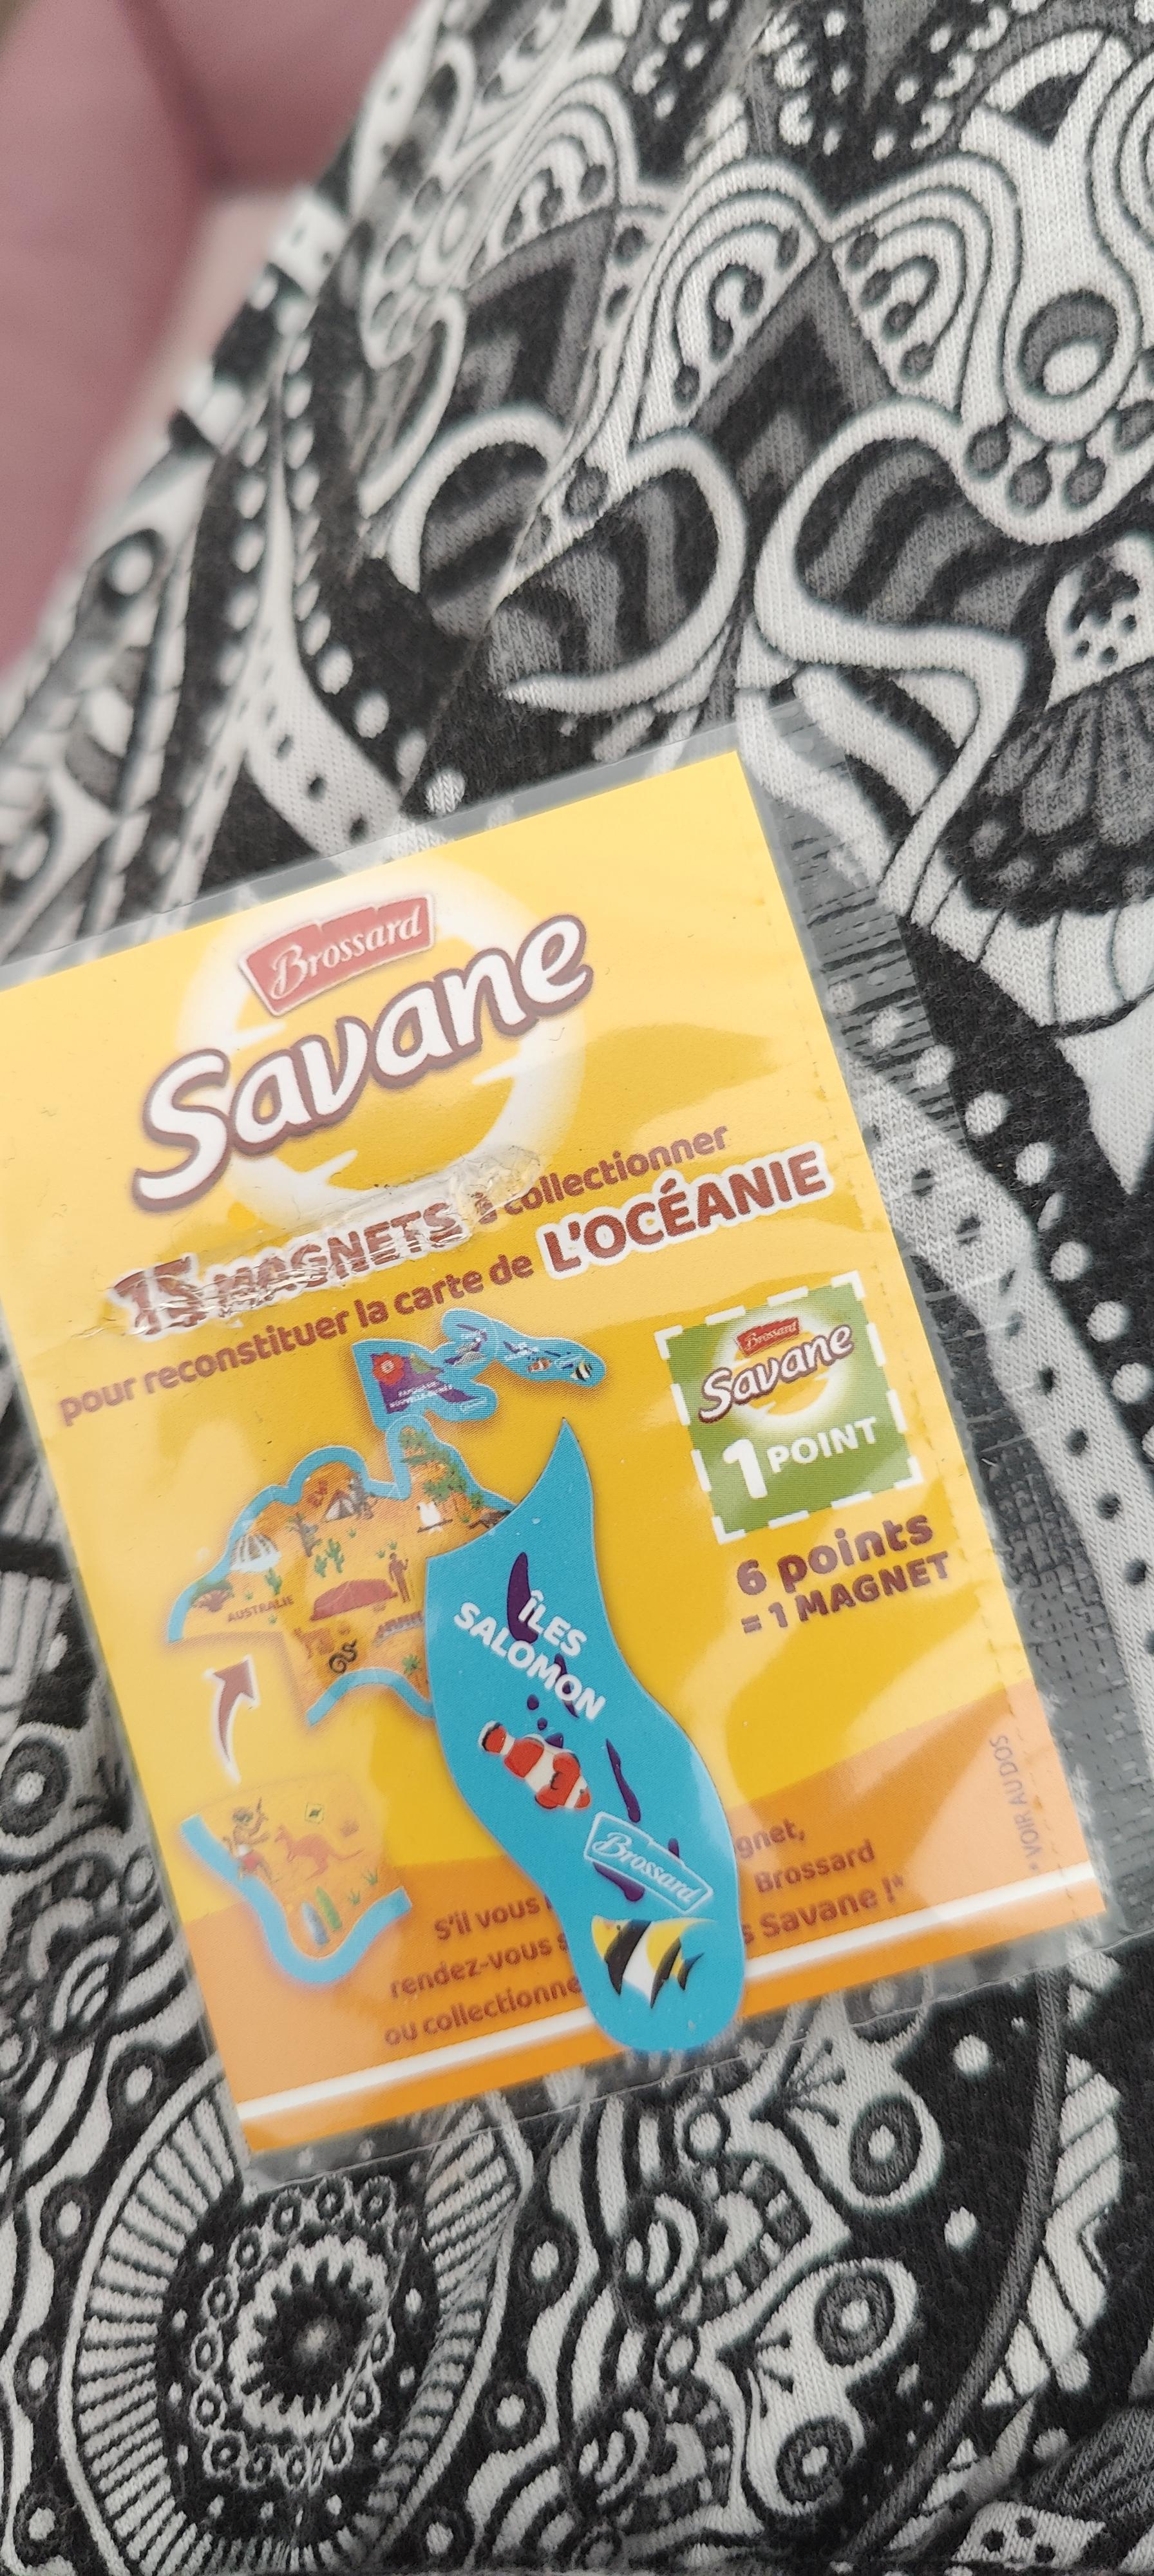 Brossard
Savane
15 MAGNETS à collectionner
pour reconstituer la carte de L'OCÉANIE
Brossard
Savane
1 POINT
6 points
= 1 MAGNET
AUSTRALIE
ÎLES
SALOMON
Brossard
S'il vous gnet,
rendez-vous s Brossard
ou collectionne s Savane !*
* VOIR AU DOS